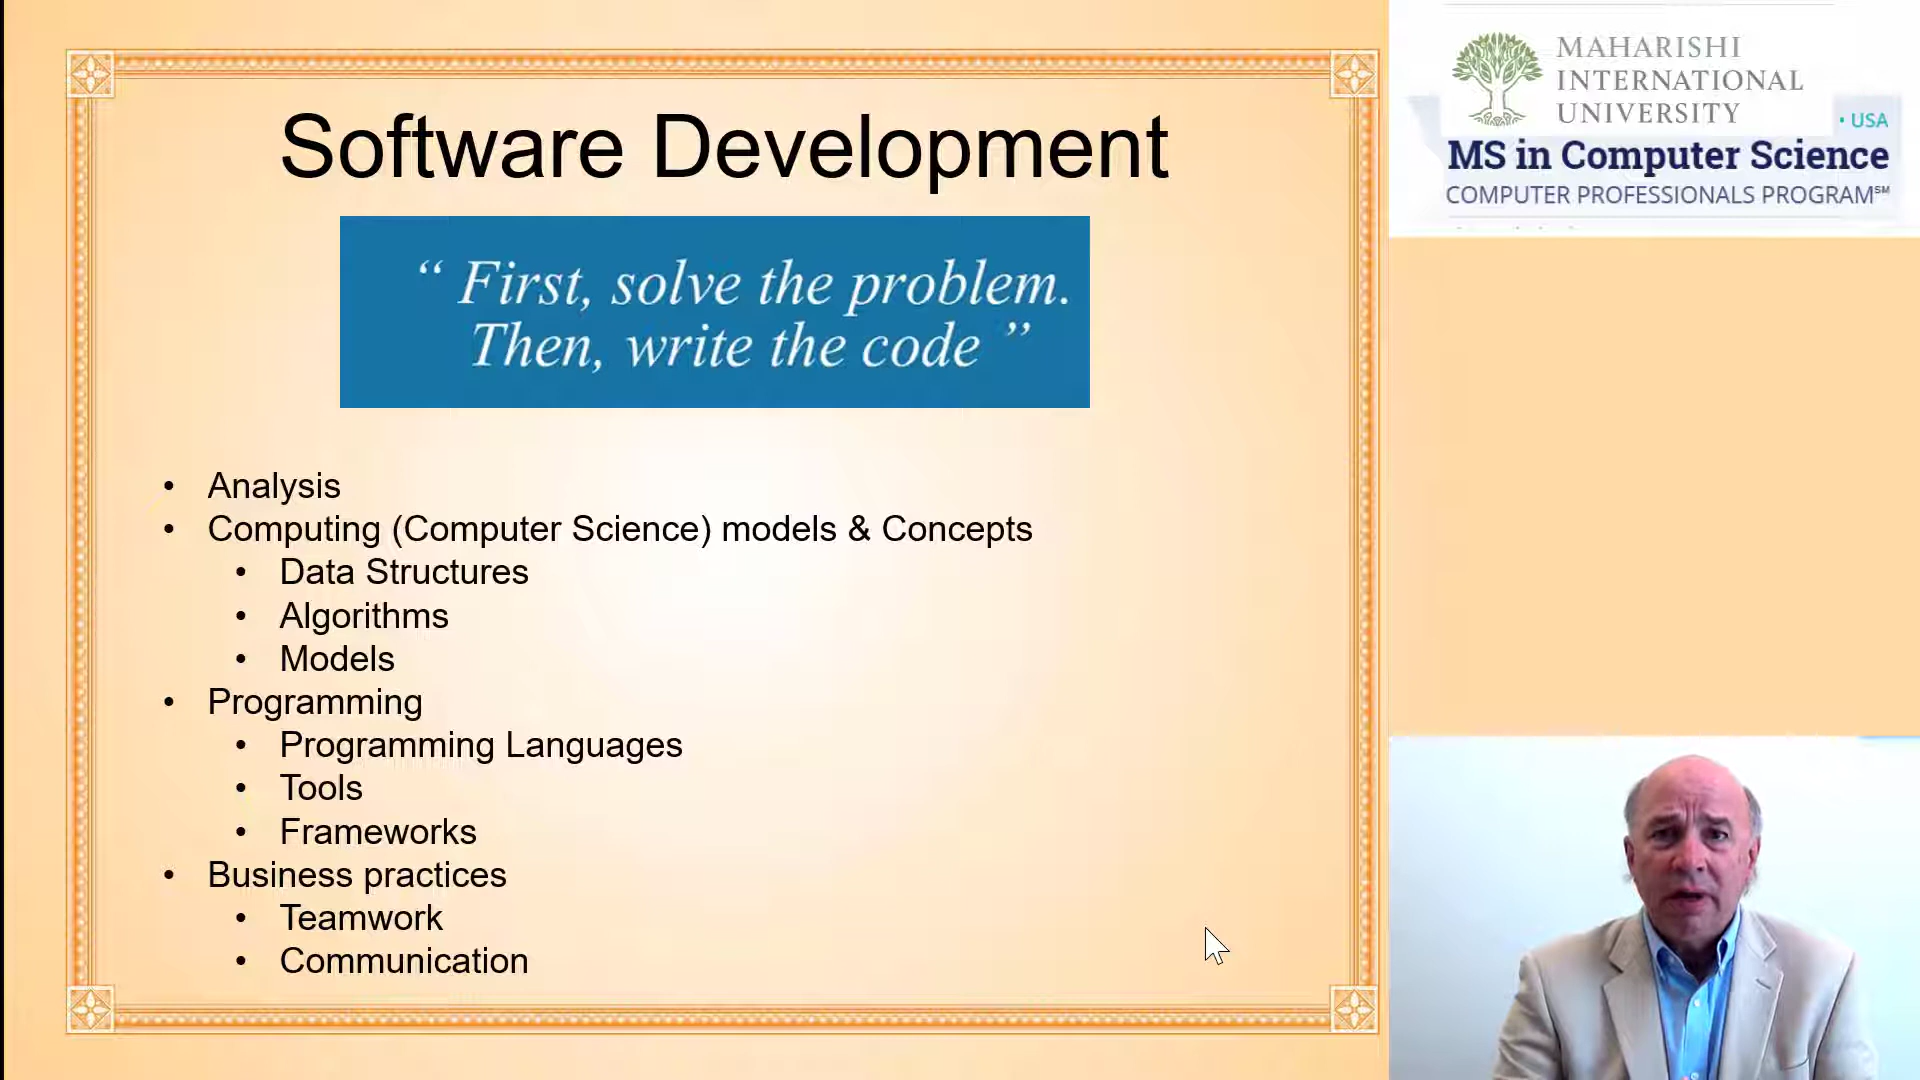 Software Development
“ First, solve the problem.
Then, write the code ”
• Analysis
• Computing (Computer Science) models & Concepts
• Data Structures
• Algorithms
• Models
• Programming
• Programming Languages
• Tools
• Frameworks
• Business practices
• Teamwork
• Communication
MAHARISHI
INTERNATIONAL
UNIVERSITY
• USA
MS in Computer Science
COMPUTER PROFESSIONALS PROGRAM℠